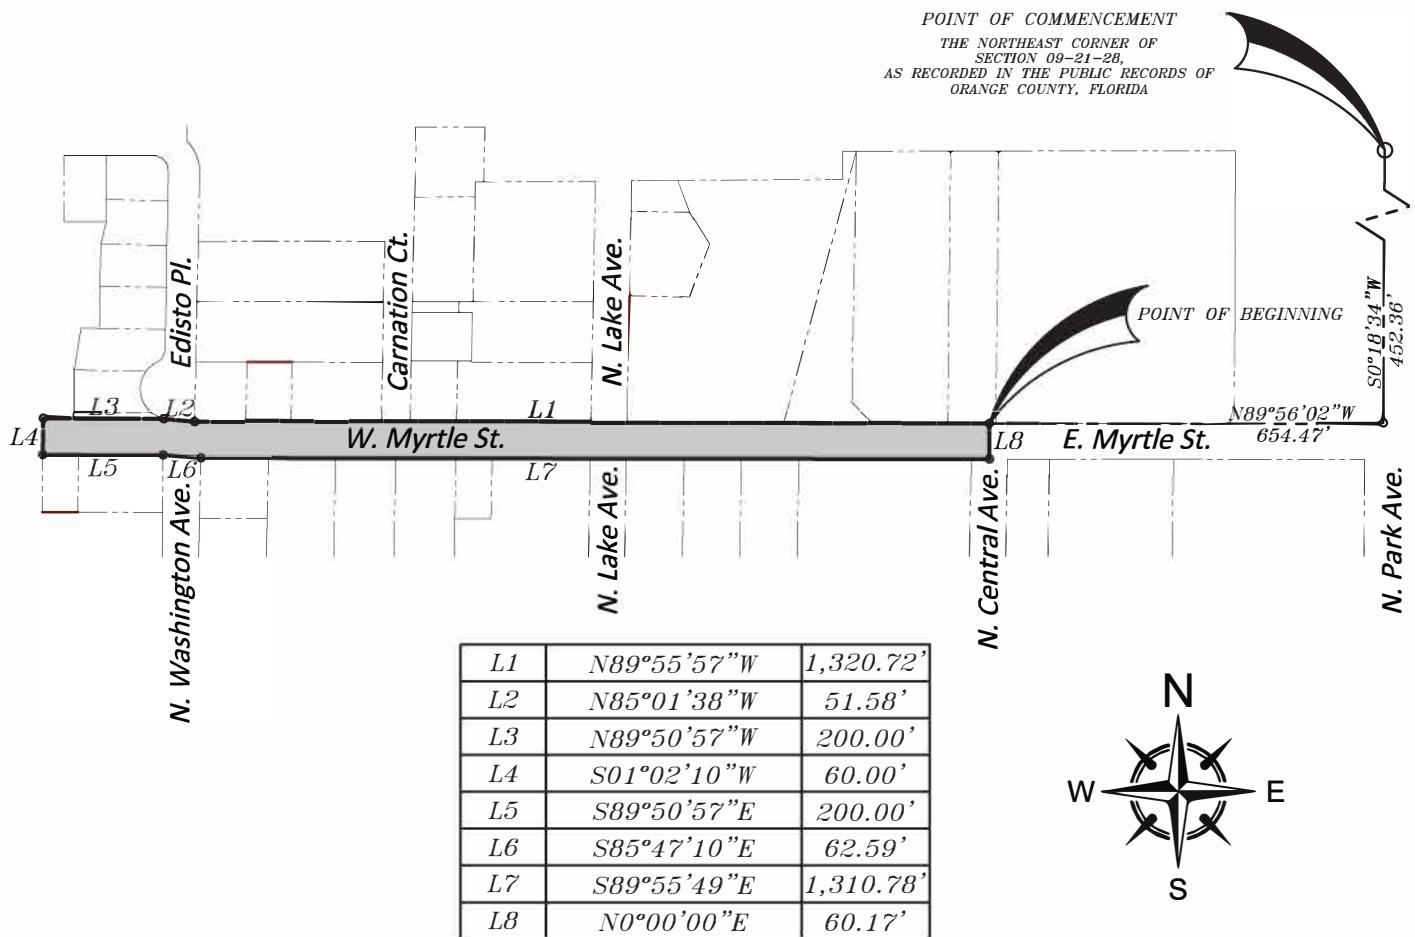 POINT OF COMMENCEMENT
THE NORTHEAST CORNER OF
SECTION 09-21-28,
AS RECORDED IN THE PUBLIC RECORDS OF
ORANGE COUNTY, FLORIDA
Edisto Pl.
Carnation Ct.
N. Lake Ave.
POINT OF BEGINNING
S0°18'34"W
452.36'
L3
L2
L1
N89°56'02"W
654.47'
L4
W. Myrtle St.
L8
E. Myrtle St.
L5
L6
L7
N. Washington Ave.
N. Lake Ave.
N. Central Ave.
N. Park Ave.
L1 N89°55'57"W 1,320.72'
L2 N85°01'38"W 51.58'
L3 N89°50'57"W 200.00'
L4 S01°02'10"W 60.00'
L5 S89°50'57"E 200.00'
L6 S85°47'10"E 62.59'
L7 S89°55'49"E 1,310.78'
L8 N0°00'00"E 60.17'
N
W E
S